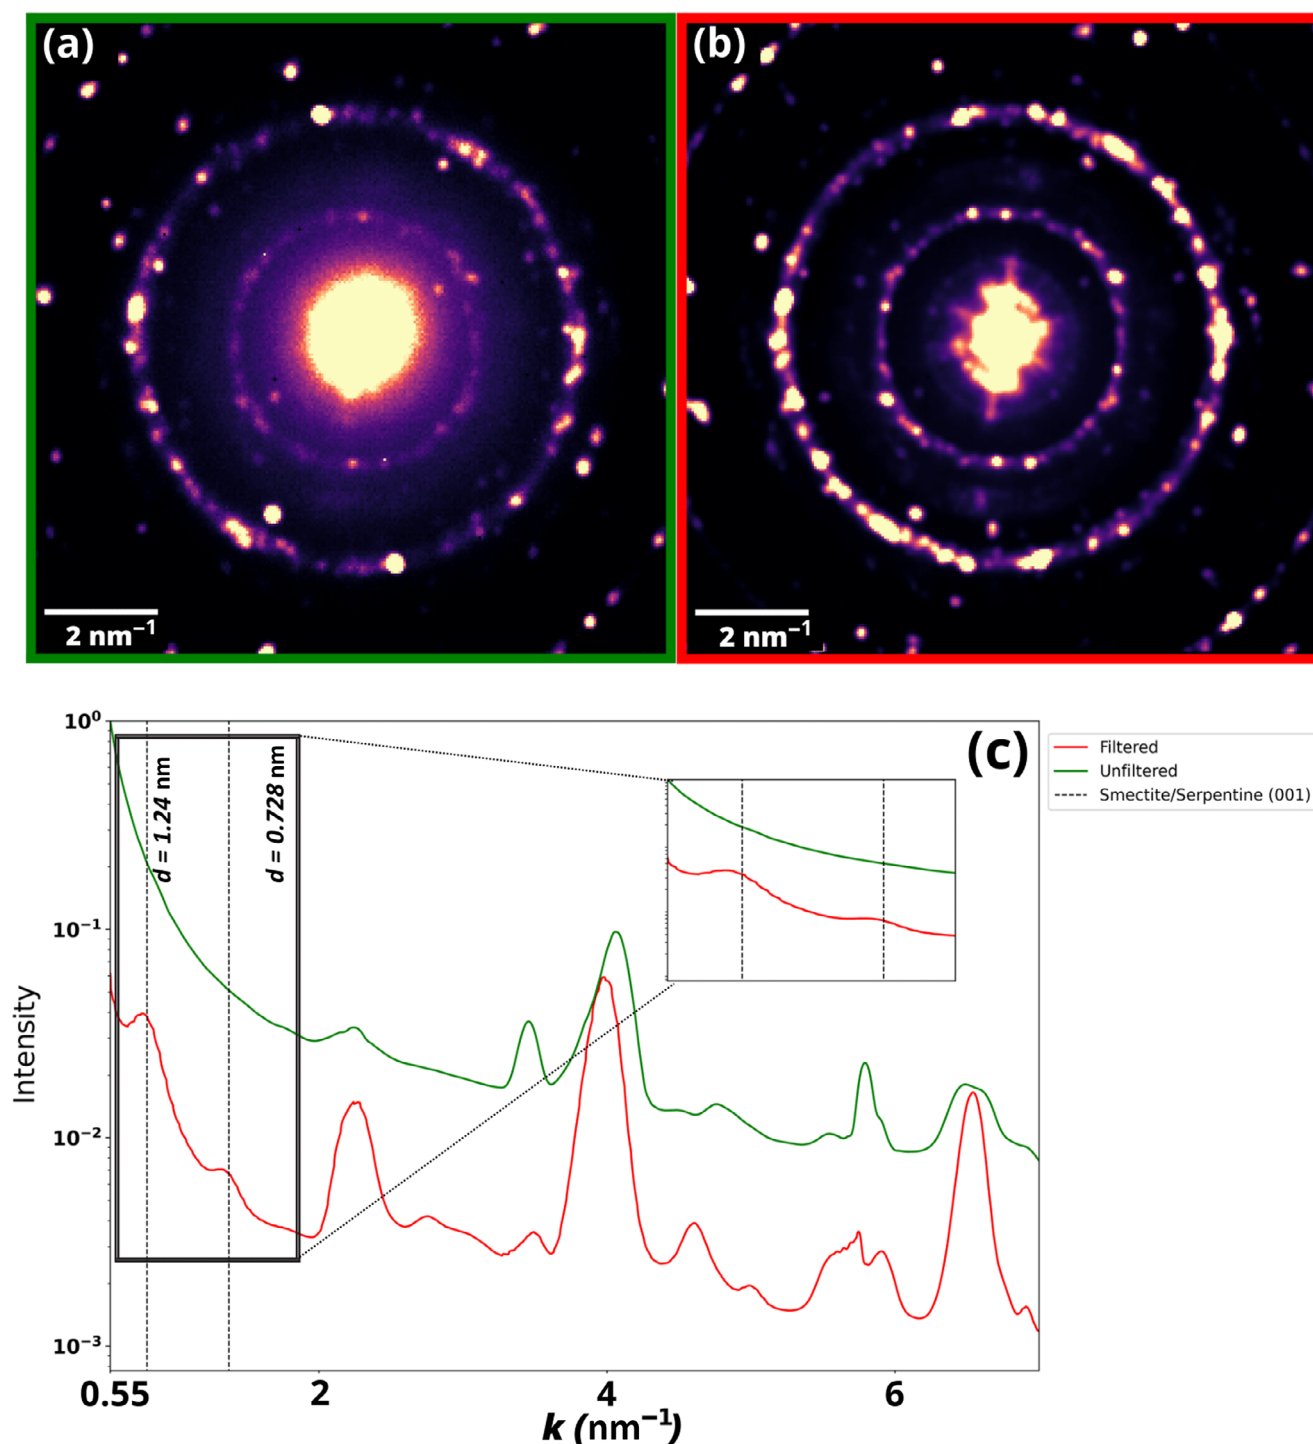 (a)
(b)
2 nm⁻¹
2 nm⁻¹
(c)
10⁰
10⁻¹
10⁻²
10⁻³
Intensity
d = 1.24 nm
d = 0.728 nm
Filtered
Unfiltered
Smectite/Serpentine (001)
0.55
2
4
6
k (nm⁻¹)